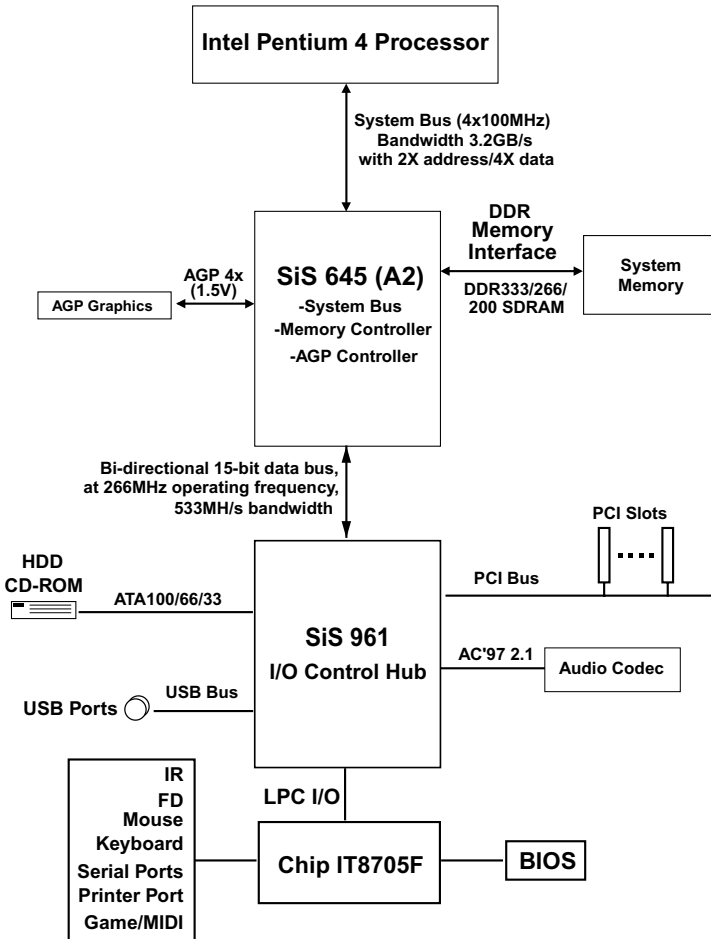 Intel Pentium 4 Processor
System Bus (4x100MHz)
Bandwidth 3.2GB/s
with 2X address/4X data
DDR
Memory
Interface
SiS 645 (A2)
-System Bus
-Memory Controller
-AGP Controller
AGP 4x
(1.5V)
AGP Graphics
DDR333/266/
200 SDRAM
System
Memory
Bi-directional 15-bit data bus,
at 266MHz operating frequency,
533MH/s bandwidth
PCI Slots
HDD
CD-ROM
ATA100/66/33
PCI Bus
SiS 961
I/O Control Hub
AC'97 2.1
Audio Codec
USB Ports
USB Bus
LPC I/O
IR
FD
Mouse
Keyboard
Serial Ports
Printer Port
Game/MIDI
Chip IT8705F
BIOS